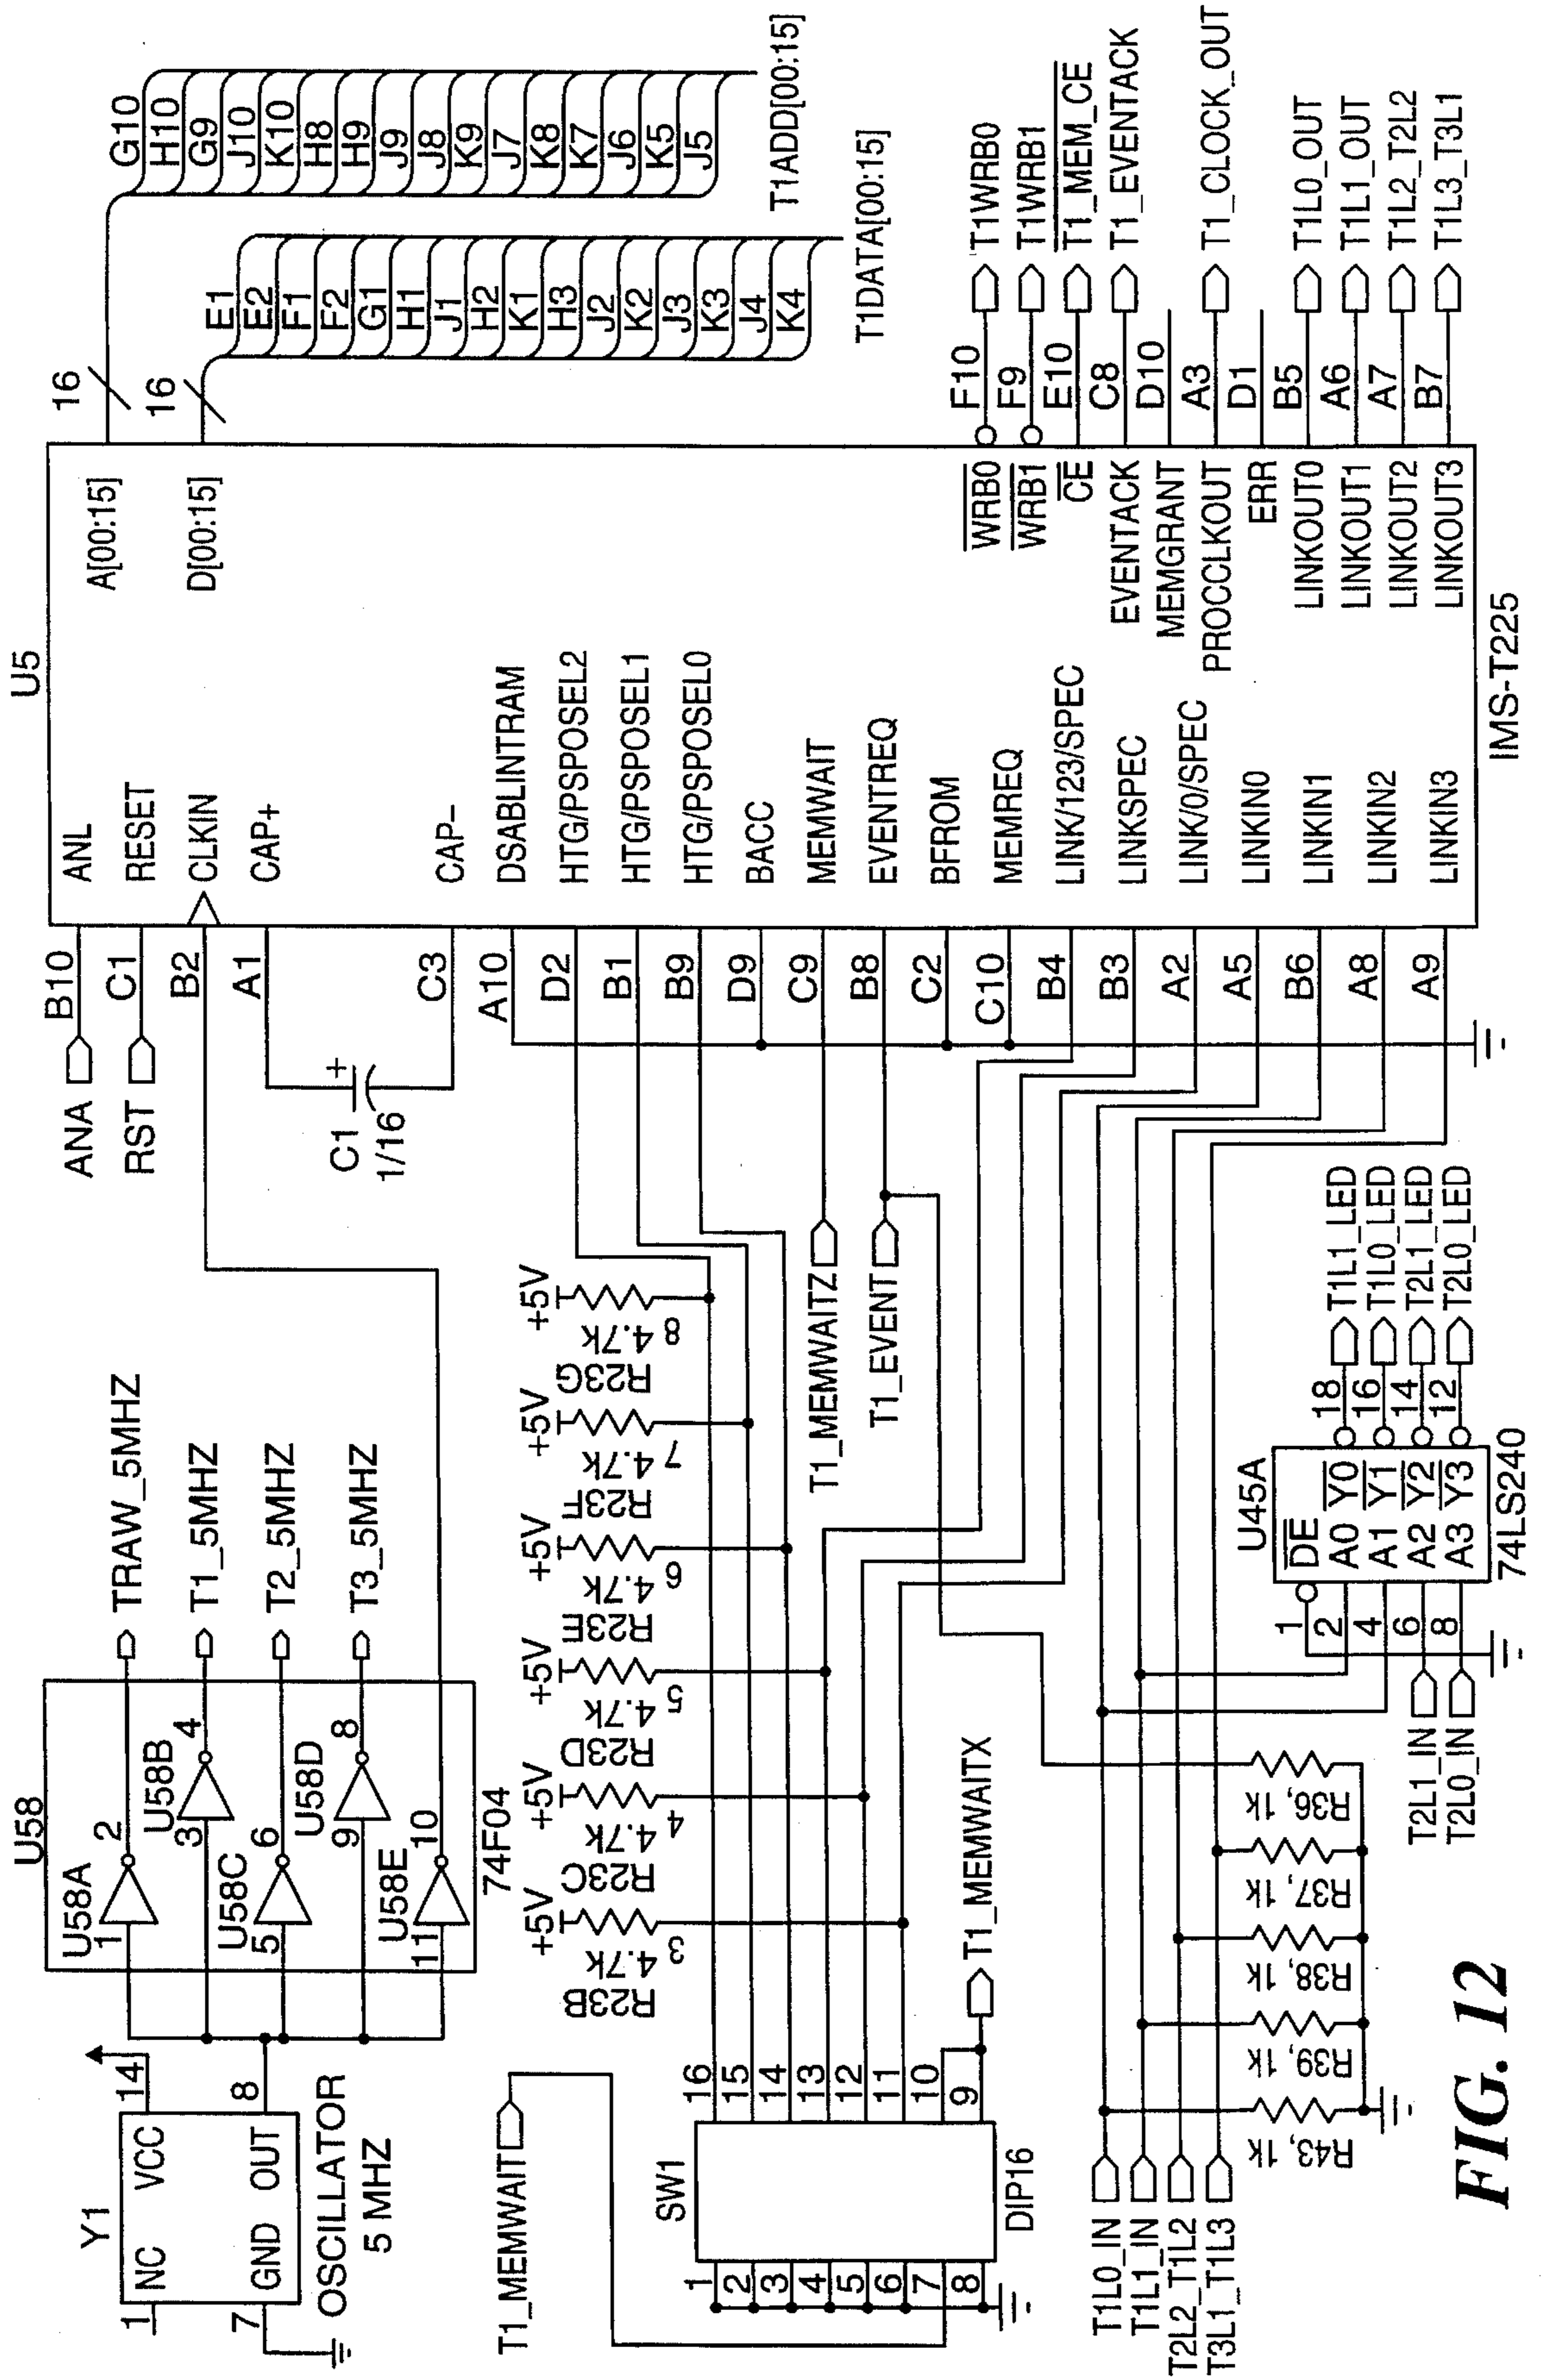 U5
ANL
RESET
CLKIN
CAP+
CAP–
DSABLINTRAM
HTG/PSPOSEL2
HTG/PSPOSEL1
HTG/PSPOSEL0
BACC
MEMWAIT
EVENTREQ
BFROM
MEMREQ
LINK/123/SPEC
LINKSPEC
LINK/0/SPEC
LINKIN0
LINKIN1
LINKIN2
LINKIN3
A[00:15]
D[00:15]
WRB0
WRB1
CE
EVENTACK
MEMGRANT
PROCCLKOUT
ERR
LINKOUT0
LINKOUT1
LINKOUT2
LINKOUT3
IMS-T225
16
16
G10
H10
G9
J10
K10
H8
H9
J9
J8
K9
J7
K8
K7
J6
K5
J5
T1ADD[00:15]
E1
E2
F1
F2
G1
H1
J1
H2
K1
H3
J2
K2
J3
K3
J4
K4
T1DATA[00:15]
F10 T1WRB0
F9 T1WRB1
E10 T1_MEM_CE
C8 T1_EVENTACK
D10
A3 T1_CLOCK_OUT
D1
B5 T1L0_OUT
A6 T1L1_OUT
A7 T1L2_T2L2
B7 T1L3_T3L1
ANA B10
RST C1
B2
A1
C1
1/16
+
C3
A10
D2
B1
B9
D9
C9
B8
C2
C10
B4
B3
A2
A5
B6
A8
A9
Y1
1 NC VCC 14
7 GND OUT 8
OSCILLATOR
5 MHZ
U58
U58A
1 2
TRAW_5MHZ
U58B
3 4
T1_5MHZ
U58C
5 6
T2_5MHZ
U58D
9 8
T3_5MHZ
U58E
11 10
74F04
+5V
R23B
4.7k
3
+5V
R23C
4.7k
4
+5V
R23D
4.7k
5
+5V
R23E
4.7k
6
+5V
R23F
4.7k
7
+5V
R23G
4.7k
8
T1_MEMWAITZ
T1_EVENT
T1_MEMWAIT
SW1
1 16
2 15
3 14
4 13
5 12
6 11
7 10
8 9
DIP16
T1_MEMWAITX
T1L0_IN
T1L1_IN
T2L2_T1L2
T3L1_T1L3
R43, 1k
R39, 1k
R38, 1k
R37, 1k
R36, 1k
U45A
DE
1
2 A0 Y0 18 T1L1_LED
4 A1 Y1 16 T1L0_LED
T2L1_IN 6 A2 Y2 14 T2L1_LED
T2L0_IN 8 A3 Y3 12 T2L0_LED
74LS240
FIG. 12